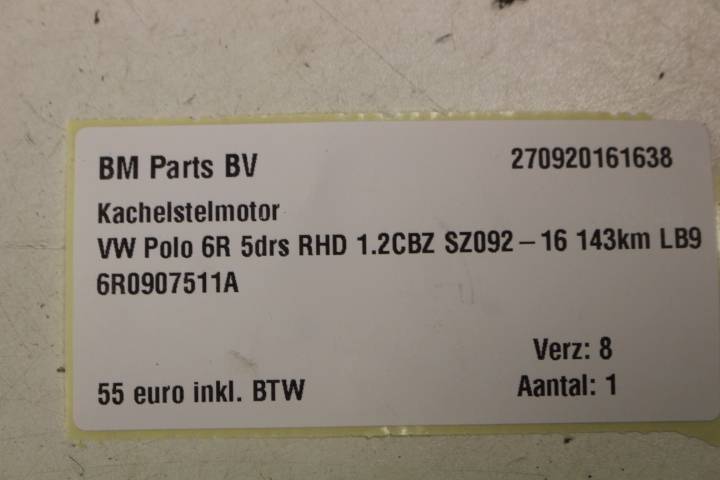 BM Parts BV 270920161638
Kachelstelmotor
VW Polo 6R 5drs RHD 1.2CBZ SZ092-16 143km LB9
6R0907511A
Verz: 8
55 euro inkl. BTW Aantal: 1